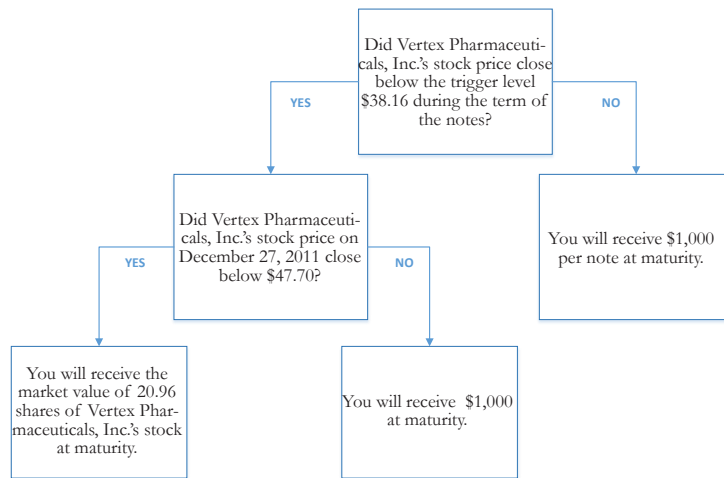 Did Vertex Pharmaceuti-
cals, Inc.'s stock price close
below the trigger level
$38.16 during the term of
the notes?
YES
NO
Did Vertex Pharmaceuti-
cals, Inc.'s stock price on
December 27, 2011 close
below $47.70?
You will receive $1,000
per note at maturity.
YES
NO
You will receive the
market value of 20.96
shares of Vertex Phar-
maceuticals, Inc.'s stock
at maturity.
You will receive $1,000
at maturity.